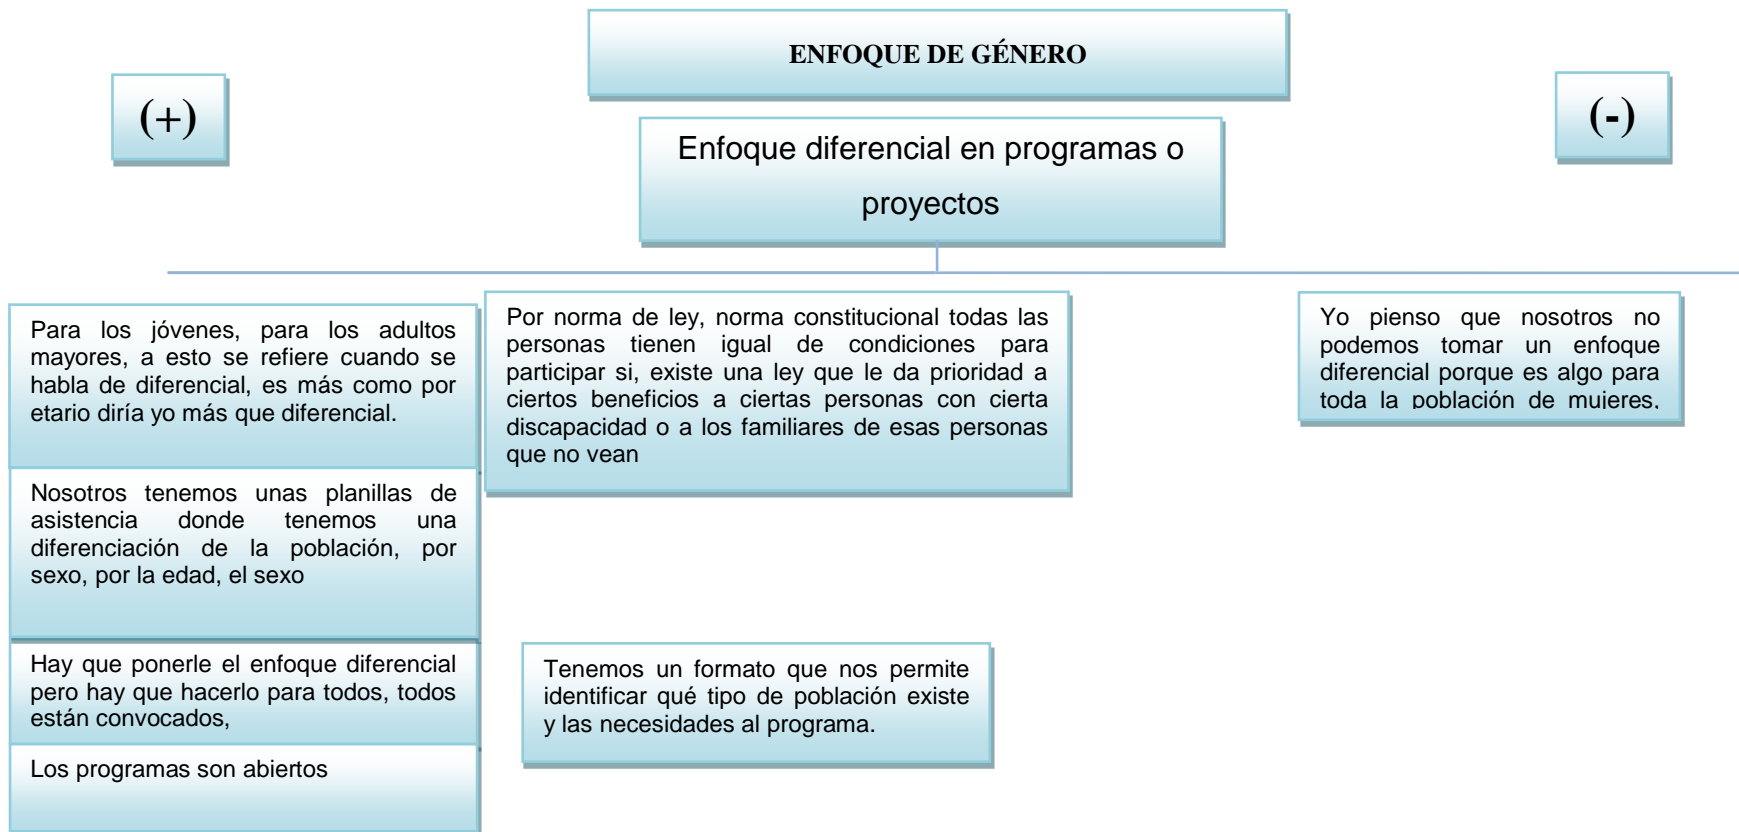 ENFOQUE DE GÉNERO
(+)
(-)
Enfoque diferencial en programas o
proyectos
Para los jóvenes, para los adultos
mayores, a esto se refiere cuando se
habla de diferencial, es más como por
etario diría yo más que diferencial.
Por norma de ley, norma constitucional todas las
personas tienen igual de condiciones para
participar si, existe una ley que le da prioridad a
ciertos beneficios a ciertas personas con cierta
discapacidad o a los familiares de esas personas
que no vean
Yo pienso que nosotros no
podemos tomar un enfoque
diferencial porque es algo para
toda la población de mujeres.
Nosotros tenemos unas planillas de
asistencia donde tenemos una
diferenciación de la población, por
sexo, por la edad, el sexo
Hay que ponerle el enfoque diferencial
pero hay que hacerlo para todos, todos
están convocados,
Tenemos un formato que nos permite
identificar qué tipo de población existe
y las necesidades al programa.
Los programas son abiertos